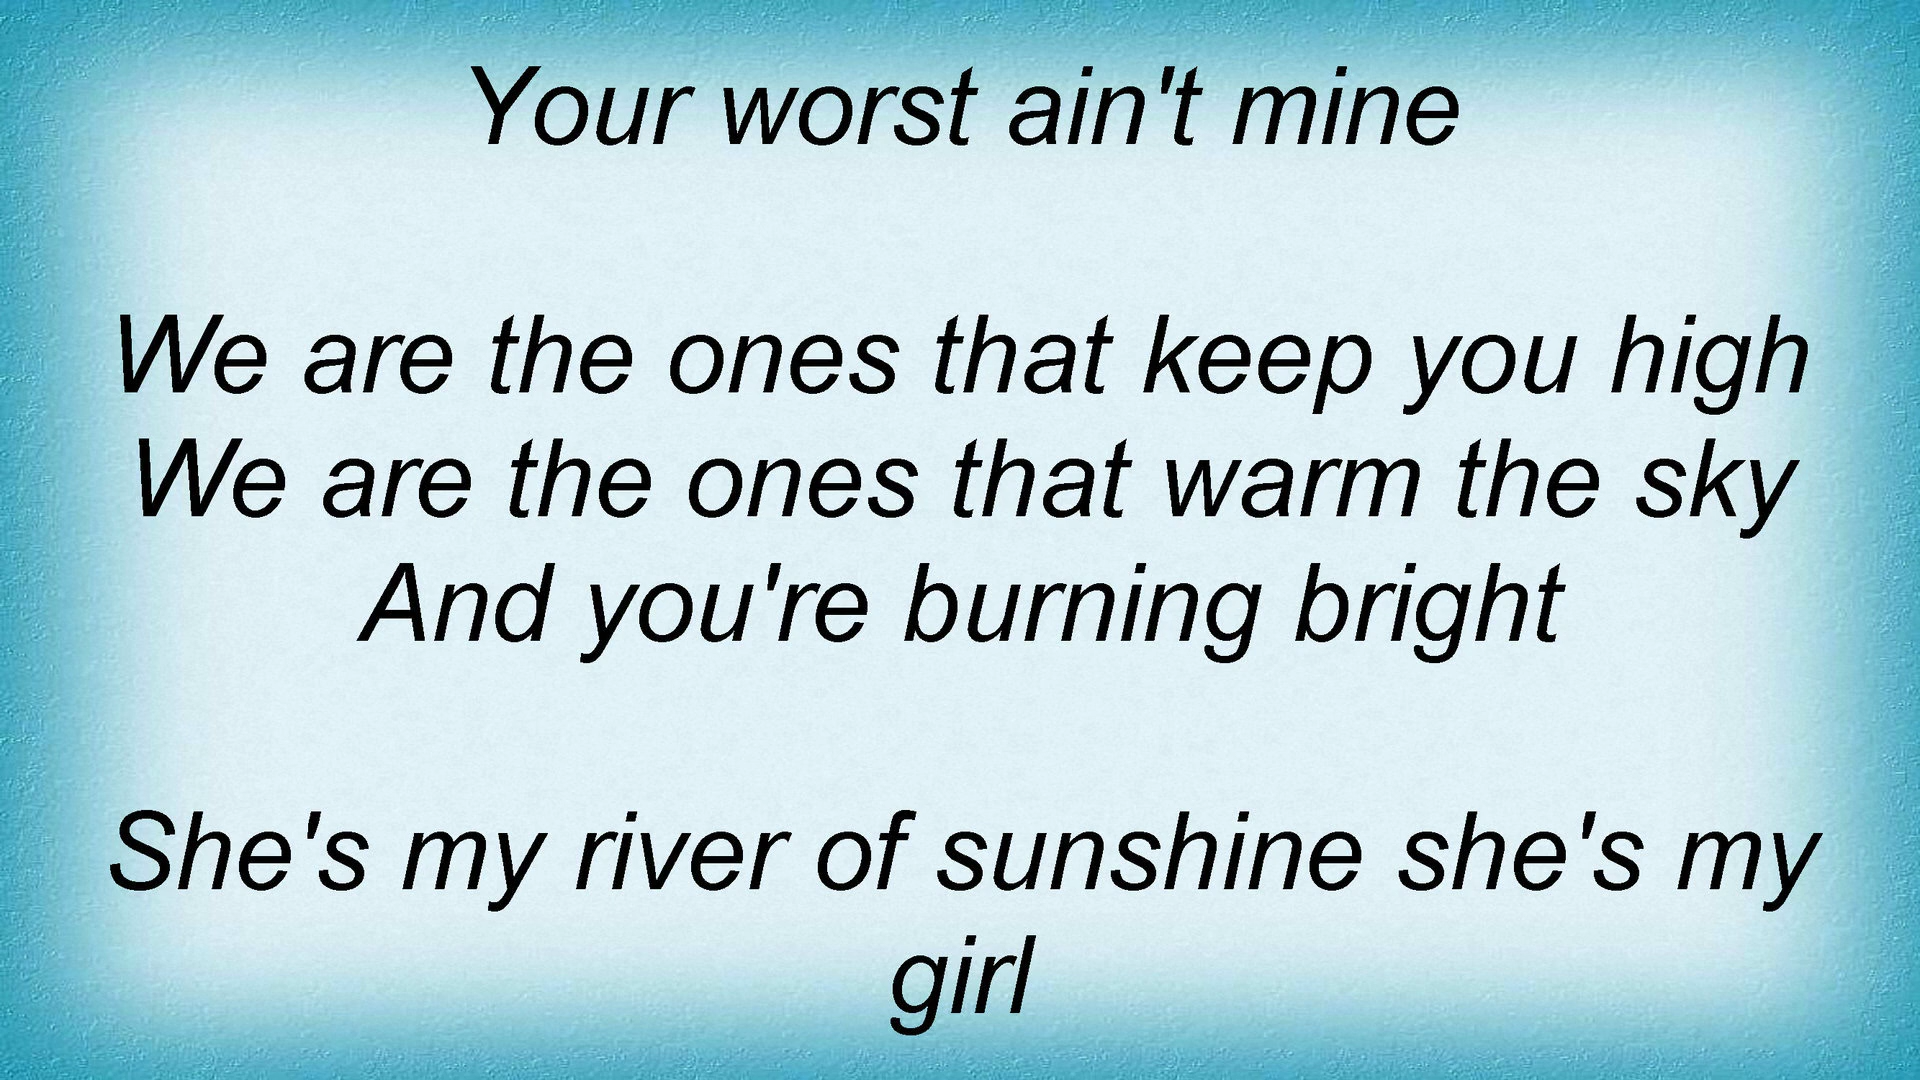 Your worst ain't mine
We are the ones that keep you high
We are the ones that warm the sky
And you're burning bright
She's my river of sunshine she's my
girl